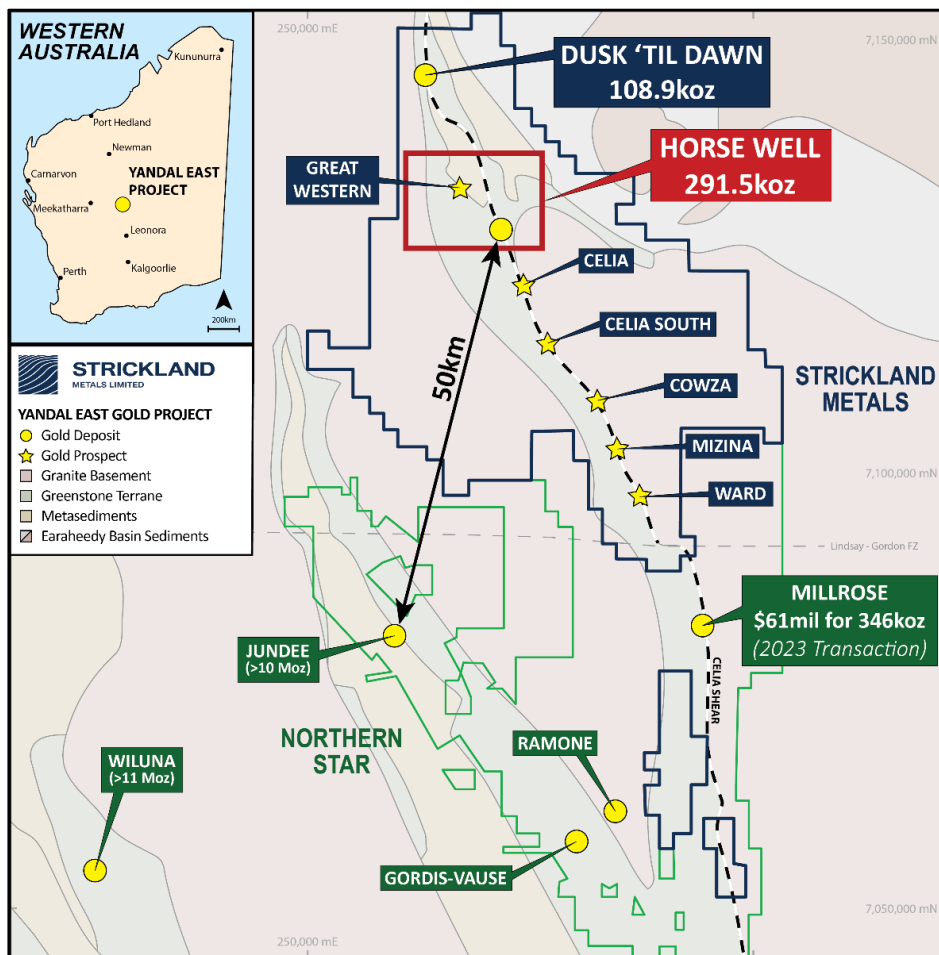 WESTERN
AUSTRALIA
Kununurra
Port Hedland
Newman
Carnarvon
YANDAL EAST
PROJECT
Meekatharra
Leonora
Kalgoorlie
Perth
200km
STRICKLAND
METALS LIMITED
YANDAL EAST GOLD PROJECT
Gold Deposit
Gold Prospect
Granite Basement
Greenstone Terrane
Metasediments
Earaheedy Basin Sediments
250,000 mE
7,150,000 mN
DUSK ‘TIL DAWN
108.9koz
HORSE WELL
291.5koz
GREAT
WESTERN
CELIA
CELIA SOUTH
50km
STRICKLAND
METALS
COWZA
MIZINA
7,100,000 mN
WARD
Lindsay - Gordon FZ
MILLROSE
$61mil for 346koz
(2023 Transaction)
JUNDEE
(>10 Moz)
CELIA SHEAR
NORTHERN
STAR
RAMONE
WILUNA
(>11 Moz)
GORDIS-VAUSE
7,050,000 mN
250,000 mE